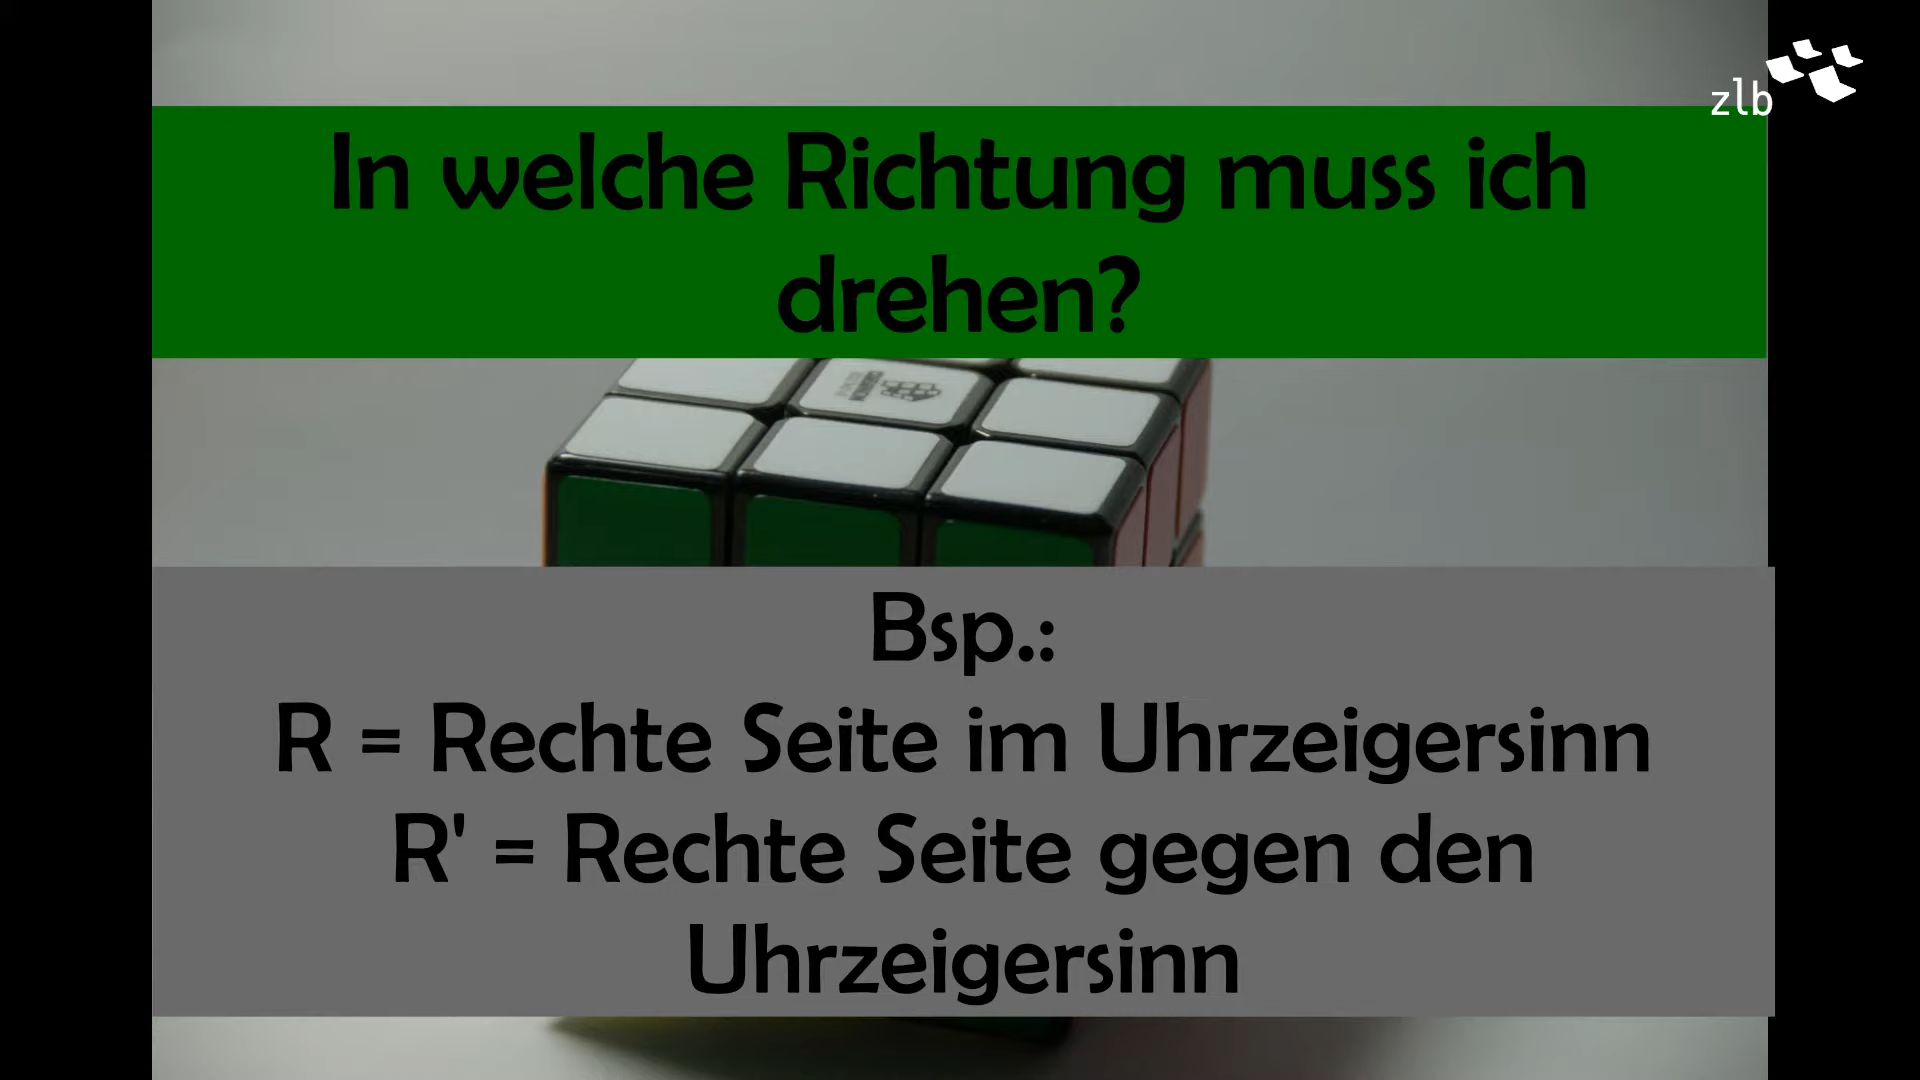 zlb
In welche Richtung muss ich
drehen?
Bsp.:
R = Rechte Seite im Uhrzeigersinn
R' = Rechte Seite gegen den
Uhrzeigersinn